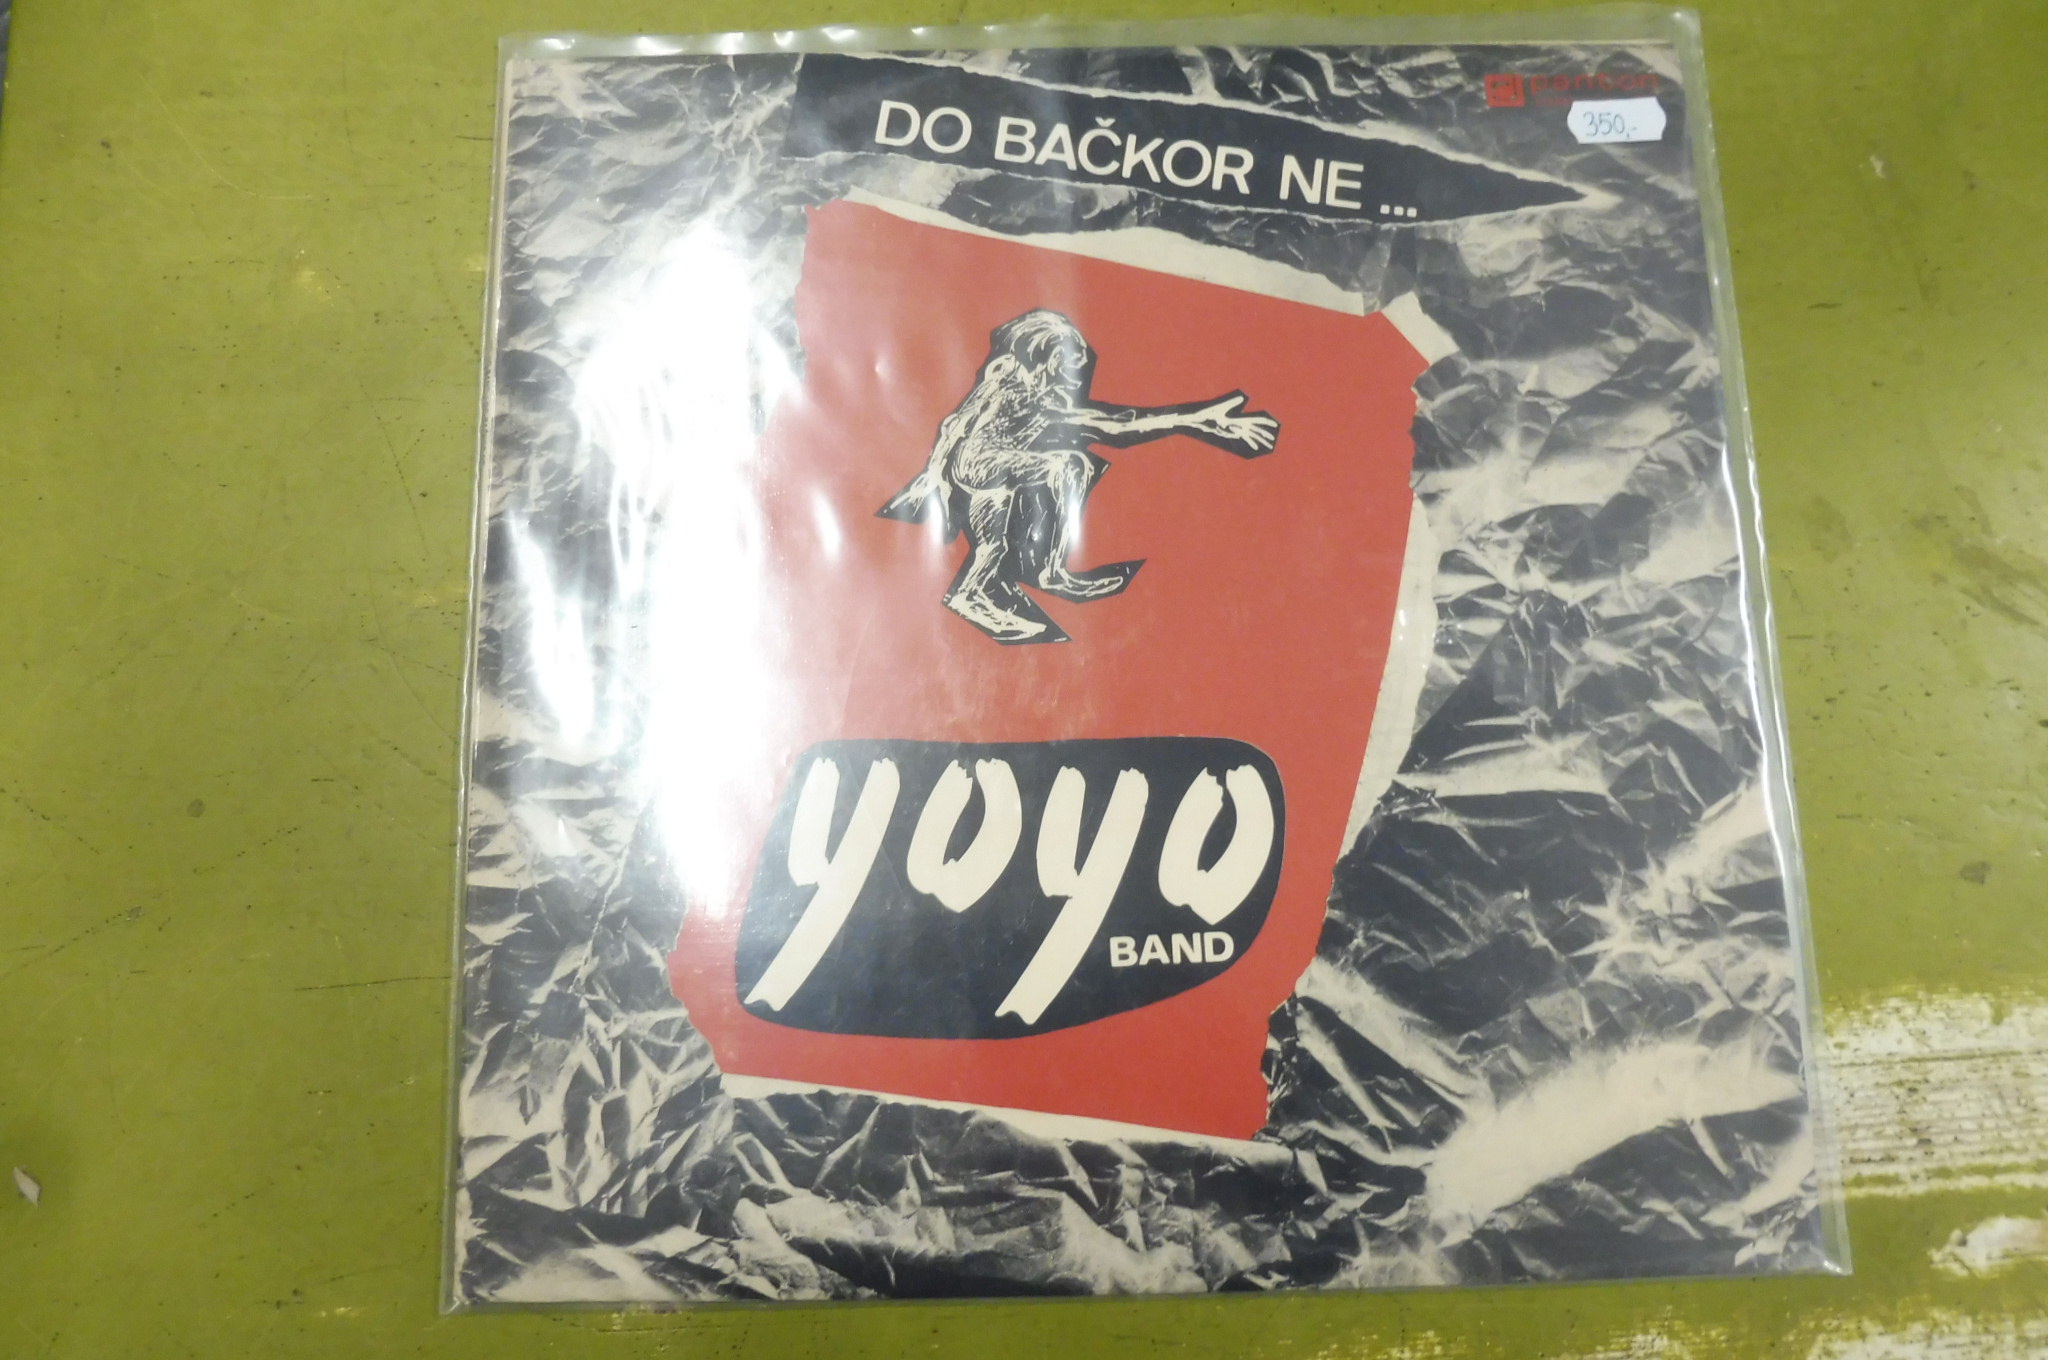 panton
350,-
DO BAČKOR NE...
yoyo
BAND